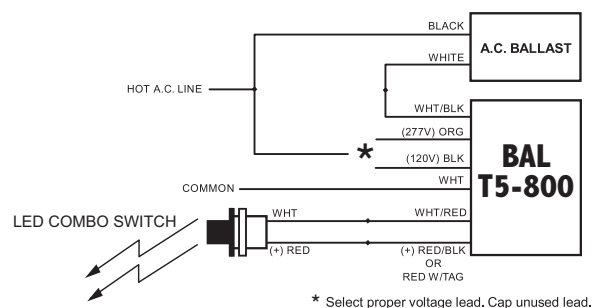 BLACK
A.C. BALLAST
WHITE
HOT A.C. LINE
WHT/BLK
(277V) ORG
*
(120V) BLK
BAL
T5-800
WHT
COMMON
LED COMBO SWITCH
WHT
WHT/RED
(+) RED
(+) RED/BLK
OR
RED W/TAG
* Select proper voltage lead. Cap unused lead.